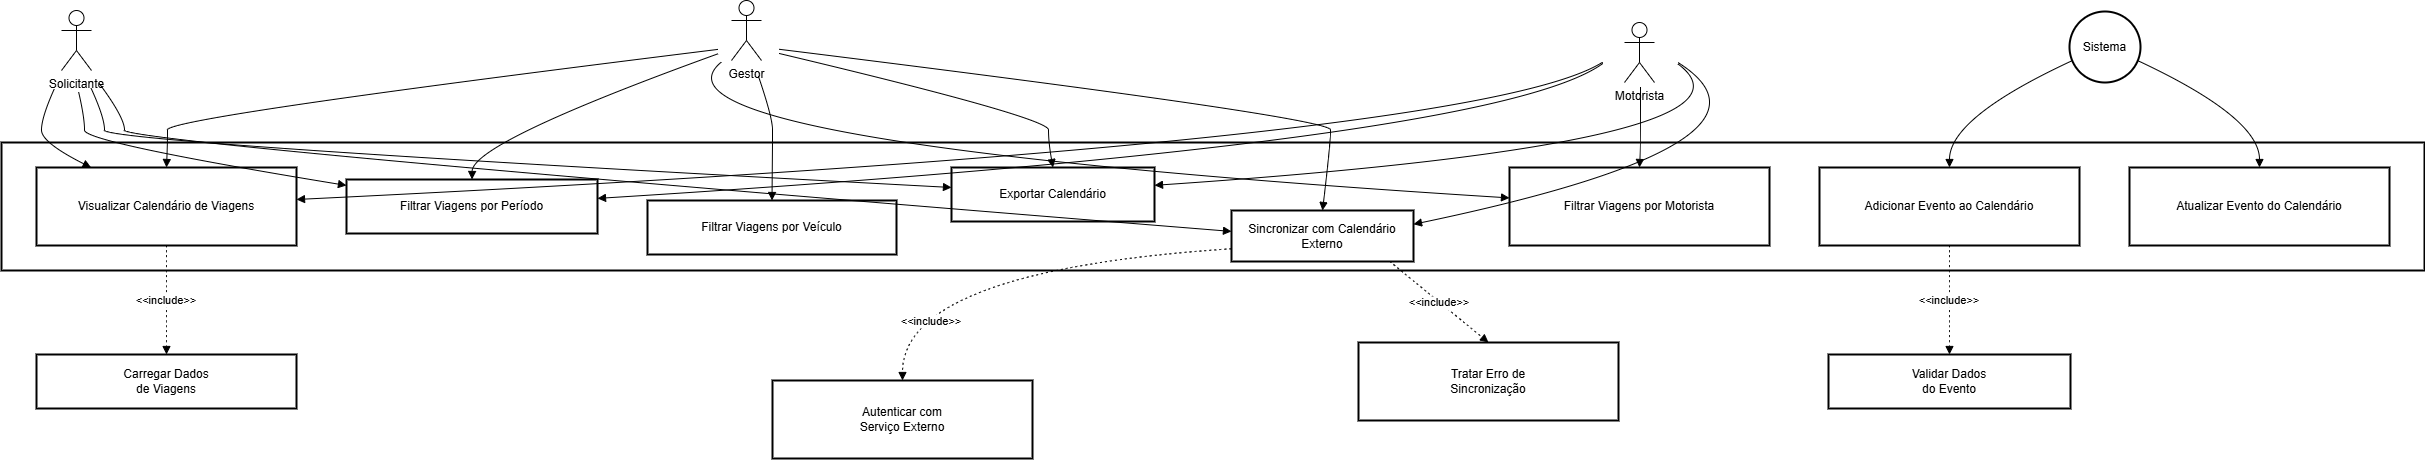 Solicitante
Gestor
Motorista
Sistema
Visualizar Calendário de Viagens
Filtrar Viagens por Período
Filtrar Viagens por Veículo
Exportar Calendário
Sincronizar com Calendário
Externo
Filtrar Viagens por Motorista
Adicionar Evento ao Calendário
Atualizar Evento do Calendário
<<include>>
<<include>>
<<include>>
<<include>>
Carregar Dados
de Viagens
Autenticar com
Serviço Externo
Tratar Erro de
Sincronização
Validar Dados
do Evento